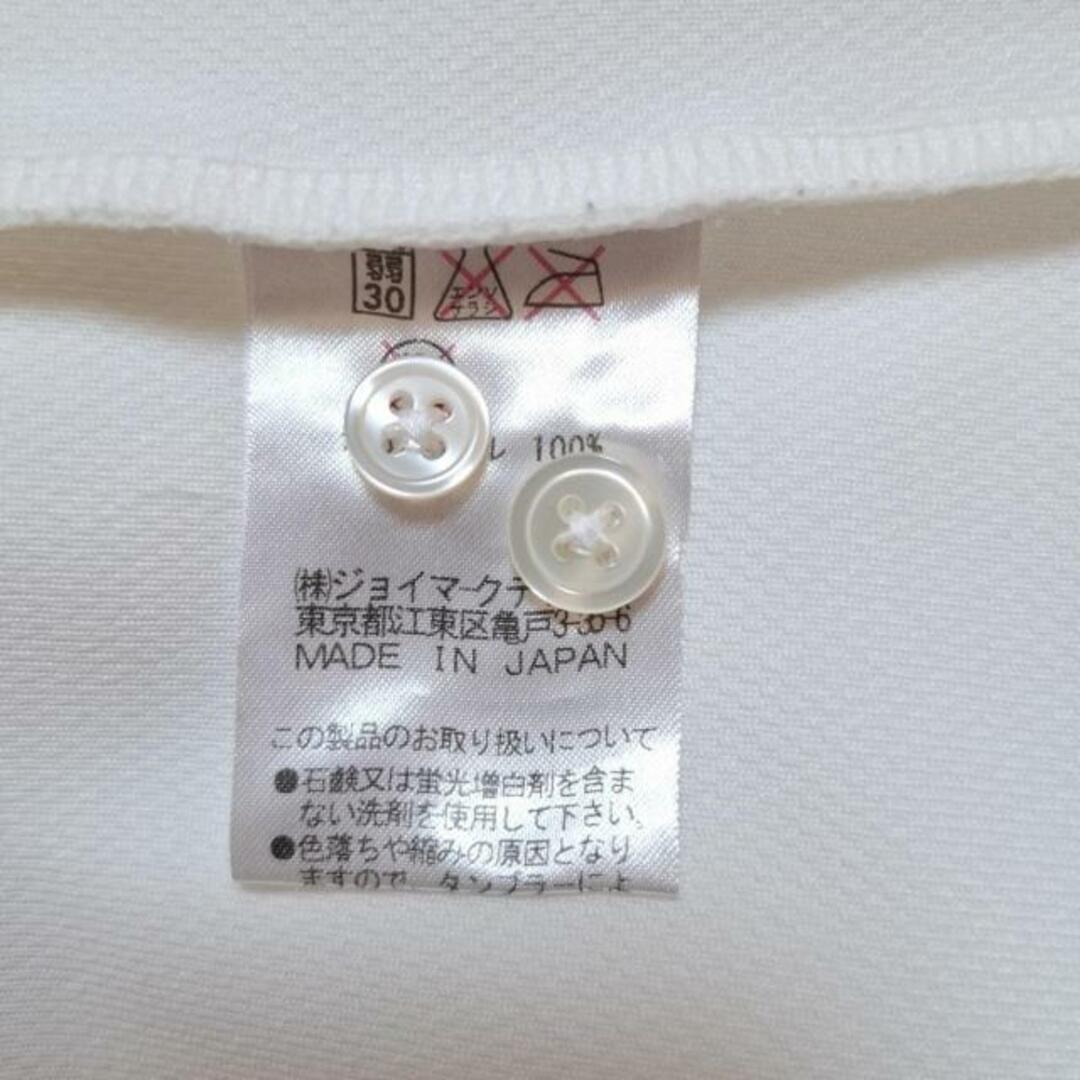 弱
30
エンソ
サラシ
100%
㈱ジョイマークデ
東京都江東区亀戸3-36-6
MADE IN JAPAN
この製品のお取り扱いについて
●石鹸又は蛍光増白剤を含ま
ない洗剤を使用して下さい。
●色落ちや縮みの原因となり
ますので、タンブラーによ